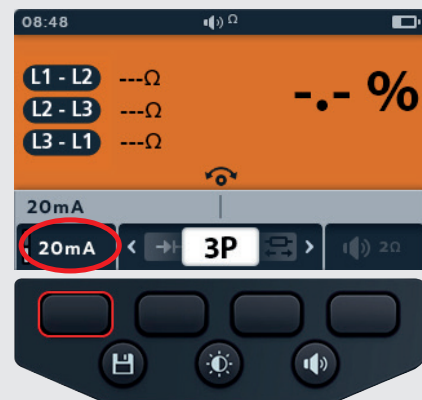 08:48 Ω
L1 - L2 ---Ω
-.- %
L2 - L3 ---Ω
L3 - L1 ---Ω
20mA
20mA < 3P > 2Ω